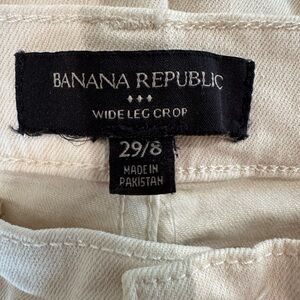 BANANA REPUBLIC
WIDE LEG CROP
29/8
MADE IN
PAKISTAN